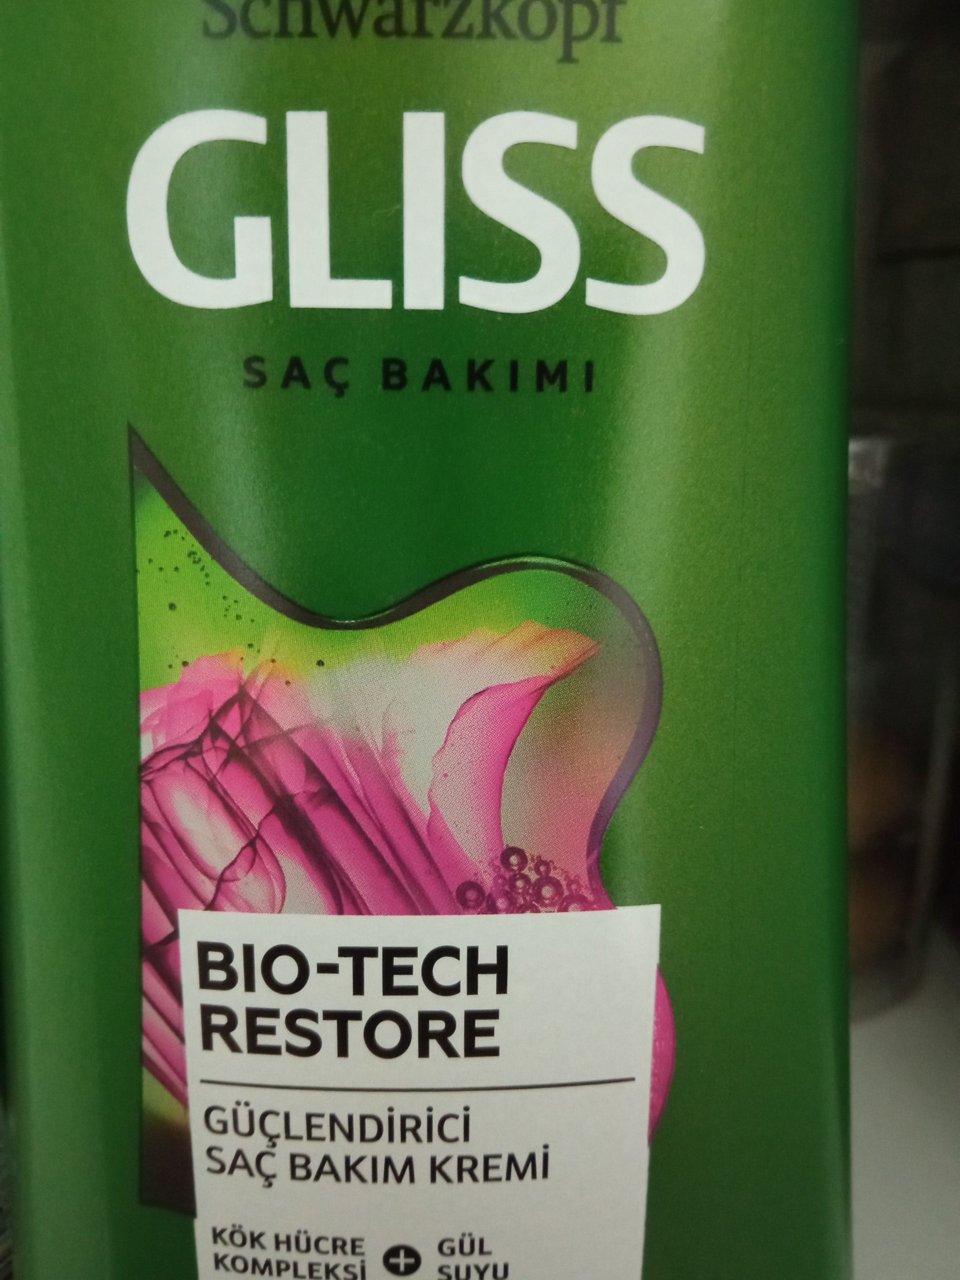 Schwarzkopf
GLISS
SAÇ BAKIMI
BIO-TECH
RESTORE
GÜÇLENDİRİCİ
SAÇ BAKIM KREMİ
KÖK HÜCRE + GÜL
KOMPLEKSİ SUYU